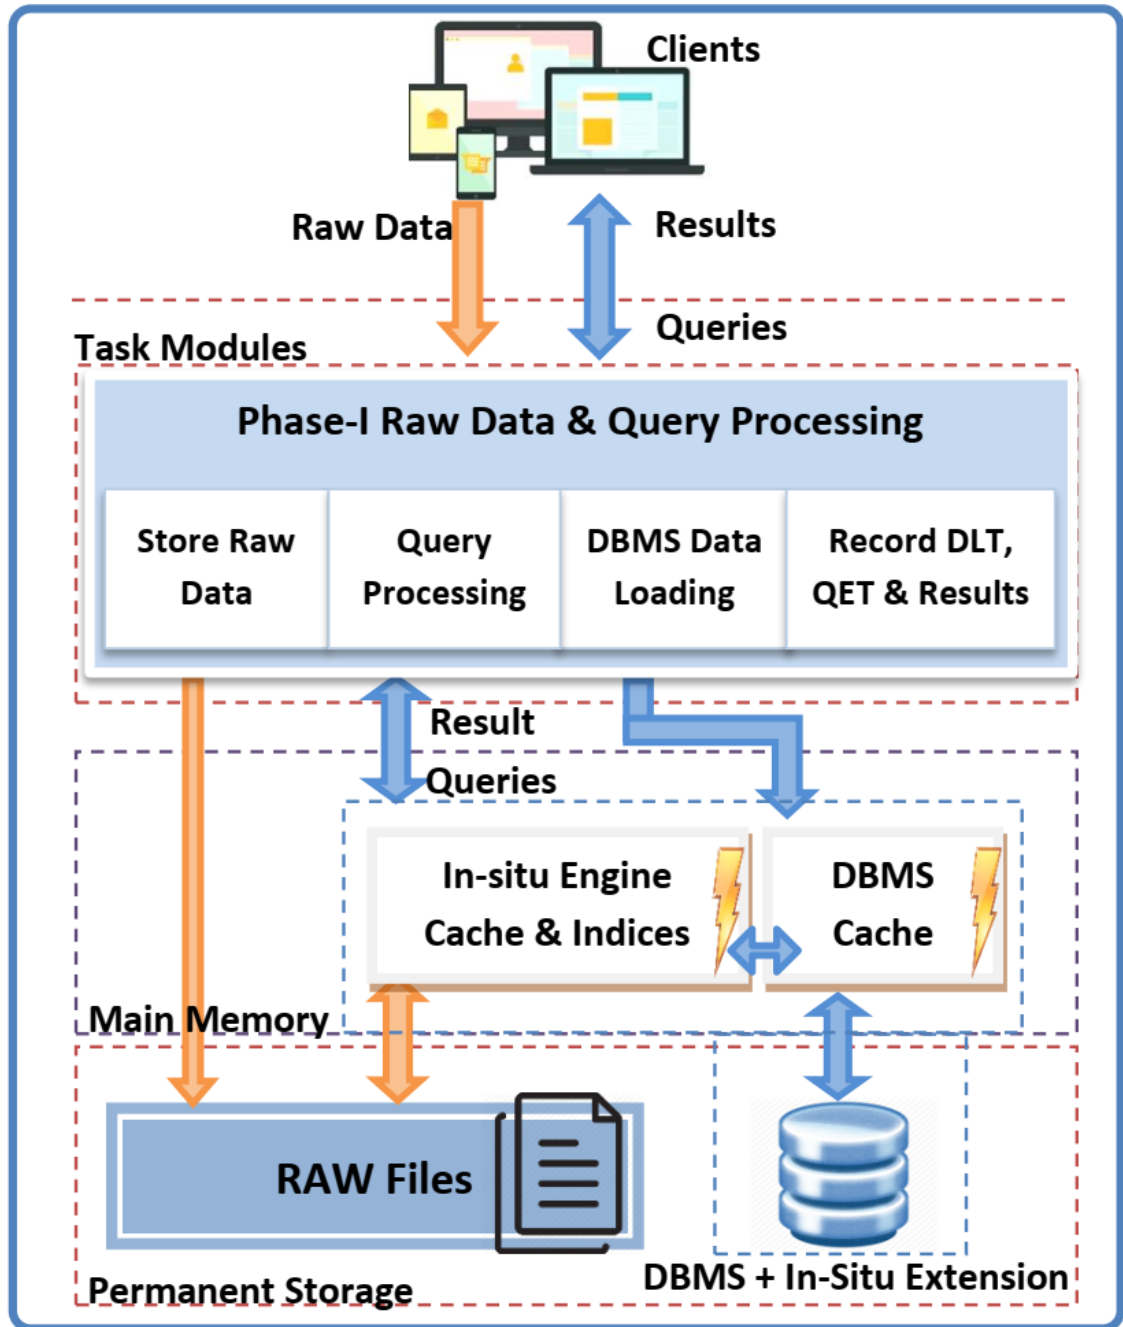 Clients
Raw Data
Results
Queries
Task Modules
Phase-I Raw Data & Query Processing
Store Raw
Data
Query
Processing
DBMS Data
Loading
Record DLT,
QET & Results
Result
Queries
In-situ Engine
Cache & Indices
DBMS
Cache
Main Memory
RAW Files
DBMS + In-Situ Extension
Permanent Storage